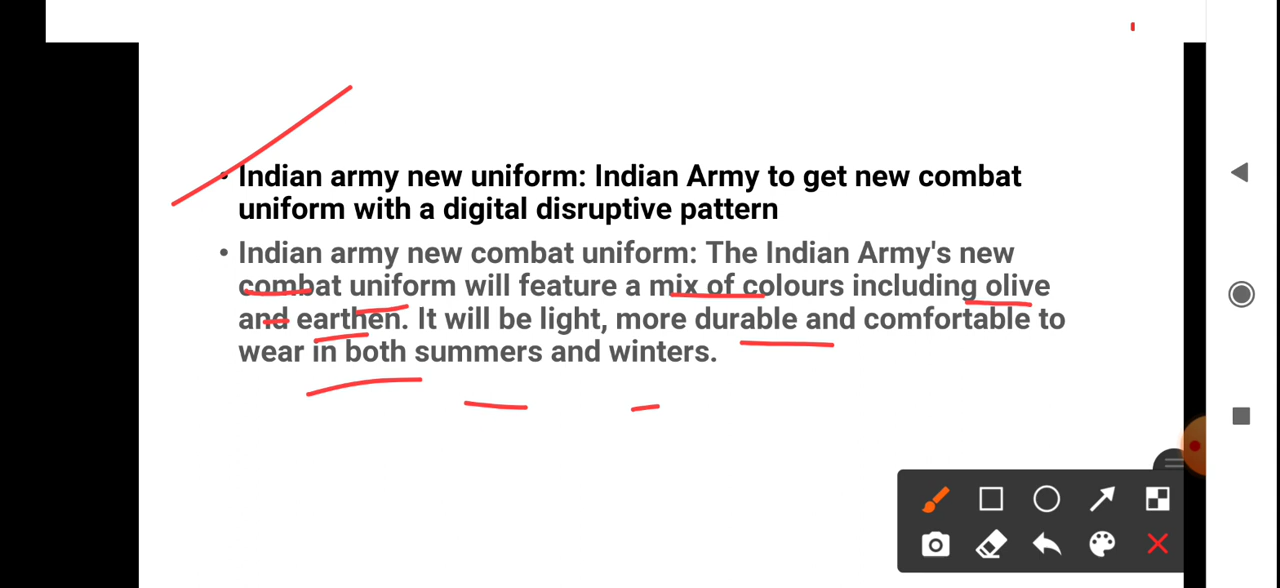 • Indian army new uniform: Indian Army to get new combat
uniform with a digital disruptive pattern
• Indian army new combat uniform: The Indian Army's new
combat uniform will feature a mix of colours including olive
and earthen. It will be light, more durable and comfortable to
wear in both summers and winters.